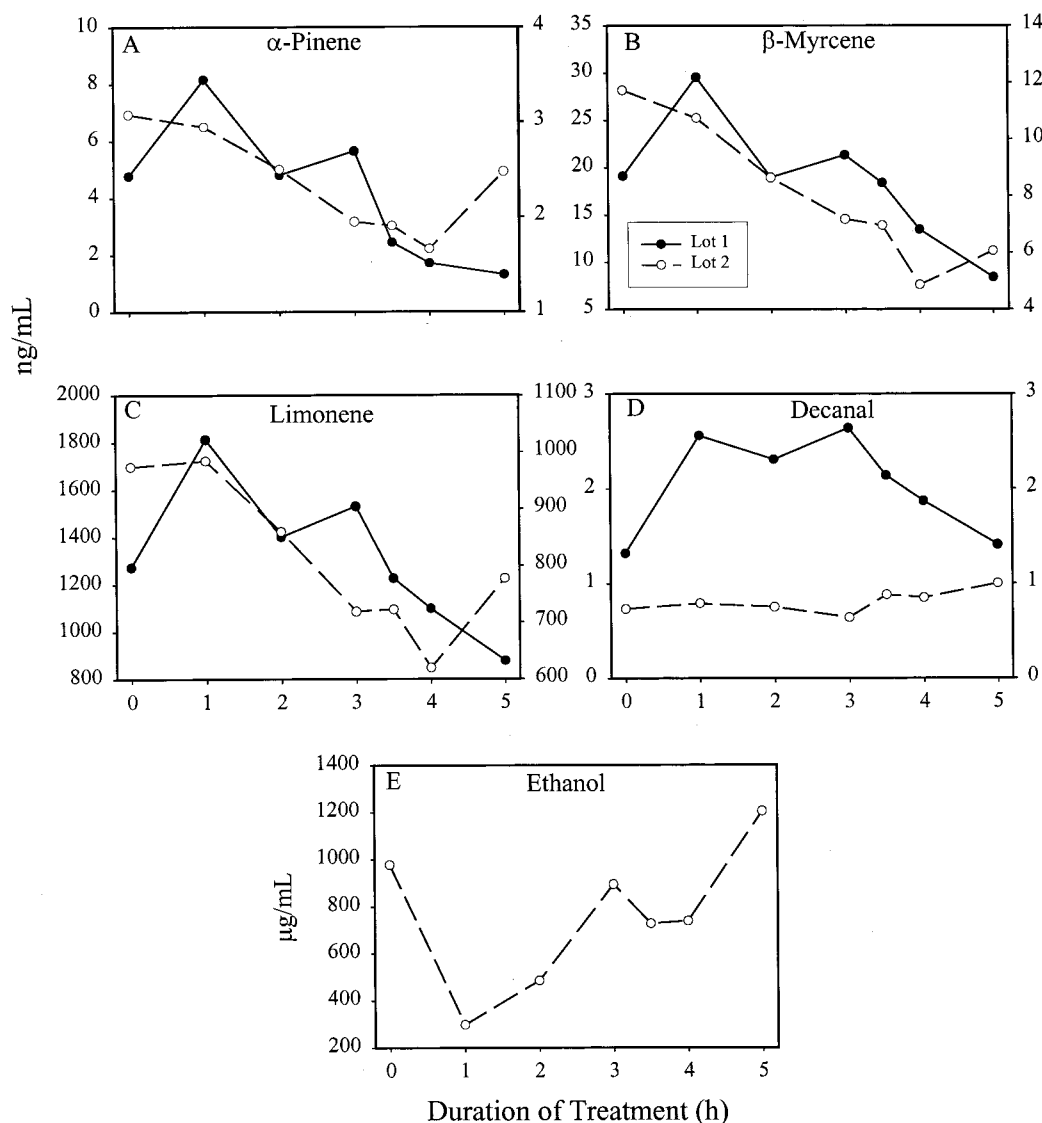 A
α-Pinene
10
8
6
4
2
0
4
3
2
1
B
β-Myrcene
35
30
25
20
15
10
5
14
12
10
8
6
4
Lot 1
Lot 2
ng/mL
C
Limonene
2000
1800
1600
1400
1200
1000
800
1100
1000
900
800
700
600
0 1 2 3 4 5
D
Decanal
3
2
1
0
3
2
1
0
0 1 2 3 4 5
E
Ethanol
1400
1200
1000
800
600
400
200
µg/mL
0 1 2 3 4 5
Duration of Treatment (h)